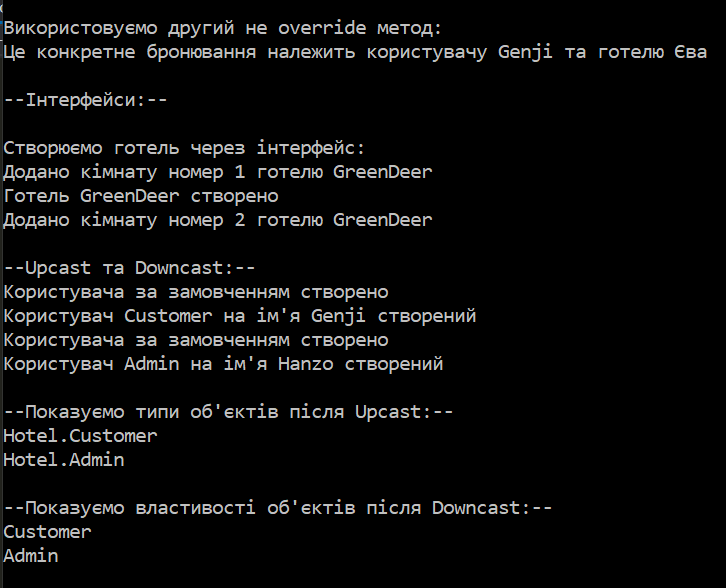 Використовуємо другий не override метод:
Це конкретне бронювання належить користувачу Genji та готелю Єва
--Інтерфейси:--
Створюємо готель через інтерфейс:
Додано кімнату номер 1 готелю GreenDeer
Готель GreenDeer створено
Додано кімнату номер 2 готелю GreenDeer
--Upcast та Downcast:--
Користувача за замовченням створено
Користувач Customer на ім'я Genji створений
Користувача за замовченням створено
Користувач Admin на ім'я Hanzo створений
--Показуємо типи об'єктів після Upcast:--
Hotel.Customer
Hotel.Admin
--Показуємо властивості об'єктів після Downcast:--
Customer
Admin